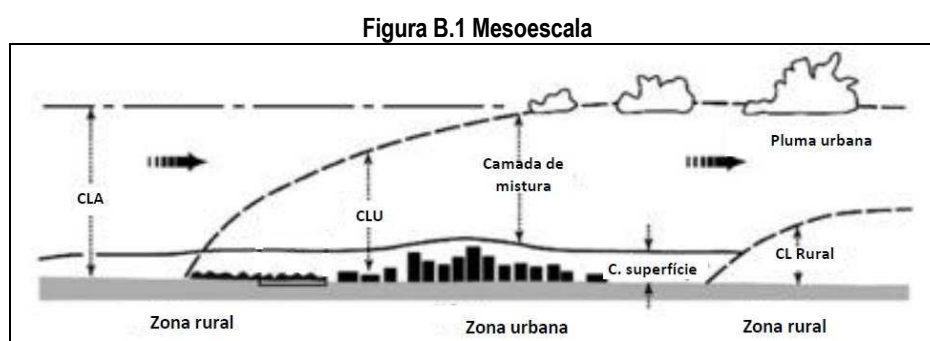 Figura B.1 Mesoescala
Pluma urbana
Camada de
mistura
CLA
CLU
CL Rural
C. superfície
Zona rural
Zona urbana
Zona rural